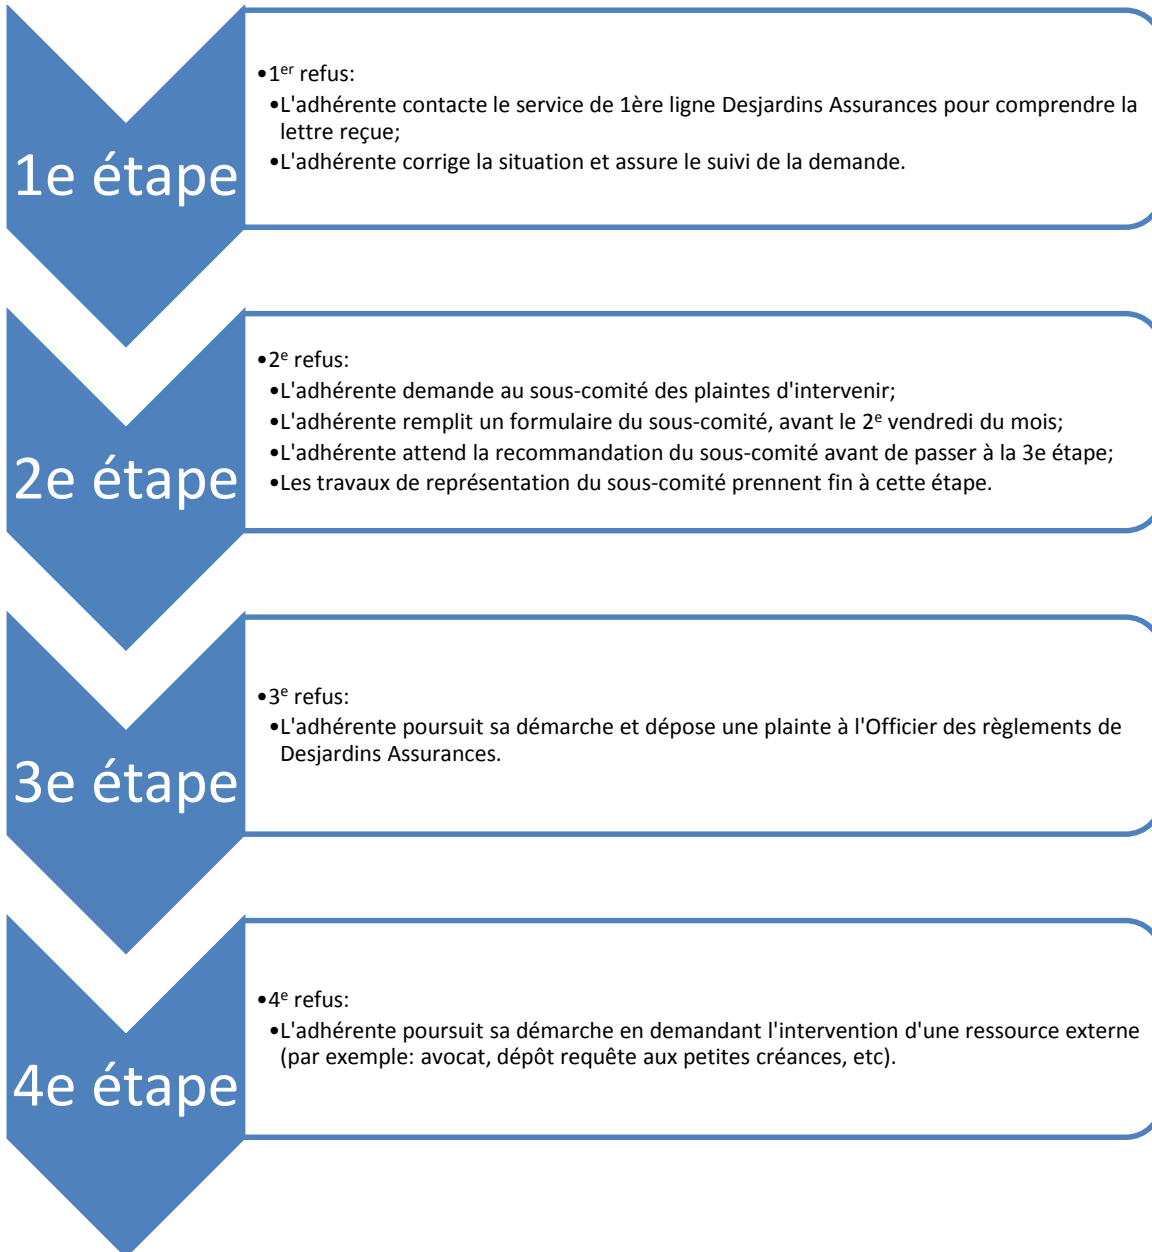 1e étape
•1er refus:
•L'adhérente contacte le service de 1ère ligne Desjardins Assurances pour comprendre la
lettre reçue;
•L'adhérente corrige la situation et assure le suivi de la demande.
2e étape
•2e refus:
•L'adhérente demande au sous-comité des plaintes d'intervenir;
•L'adhérente remplit un formulaire du sous-comité, avant le 2e vendredi du mois;
•L'adhérente attend la recommandation du sous-comité avant de passer à la 3e étape;
•Les travaux de représentation du sous-comité prennent fin à cette étape.
3e étape
•3e refus:
•L'adhérente poursuit sa démarche et dépose une plainte à l'Officier des règlements de
Desjardins Assurances.
4e étape
•4e refus:
•L'adhérente poursuit sa démarche en demandant l'intervention d'une ressource externe
(par exemple: avocat, dépôt requête aux petites créances, etc).